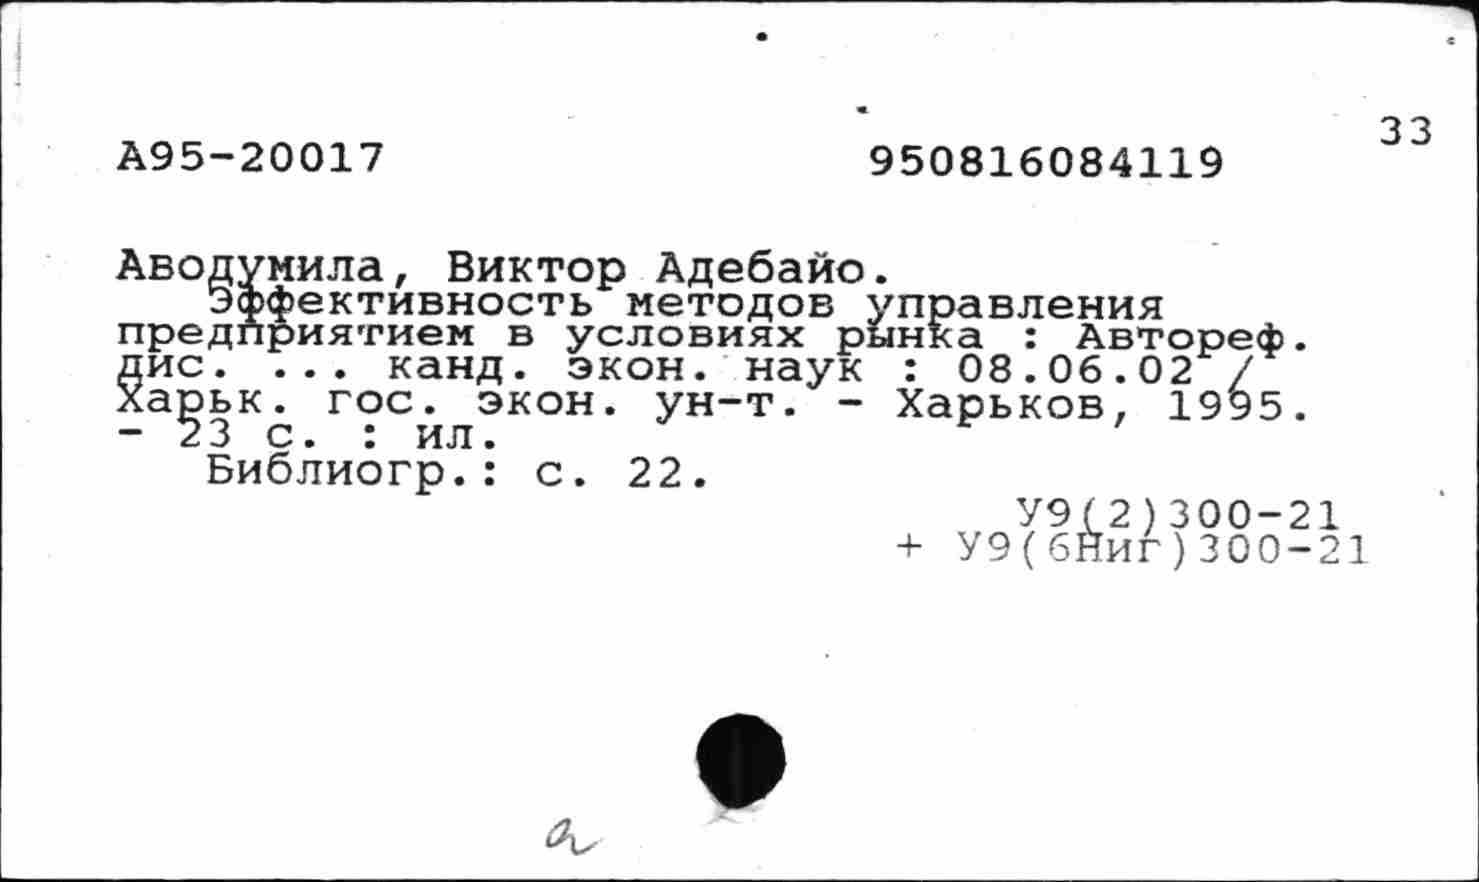 33
А95-20017 950816084119
Аводумила, Виктор Адебайо.
Эффективность методов управления
предприятием в условиях рынка : Автореф.
дис. ... канд. экон. наук : 08.06.02 /
Харьк. гос. экон. ун-т. - Харьков, 1995.
- 23 с. : ил.
Библиогр.: с. 22.
У9(2)300-21
+ У9(6Ниг)300-21
а